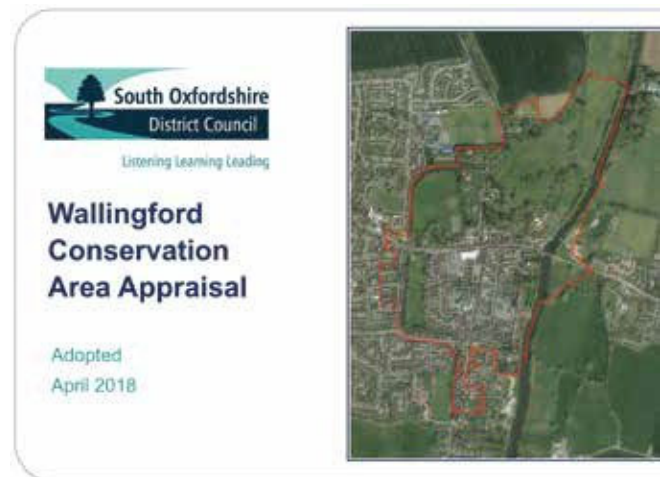 South Oxfordshire
District Council
Listening Learning Leading
Wallingford
Conservation
Area Appraisal
Adopted
April 2018